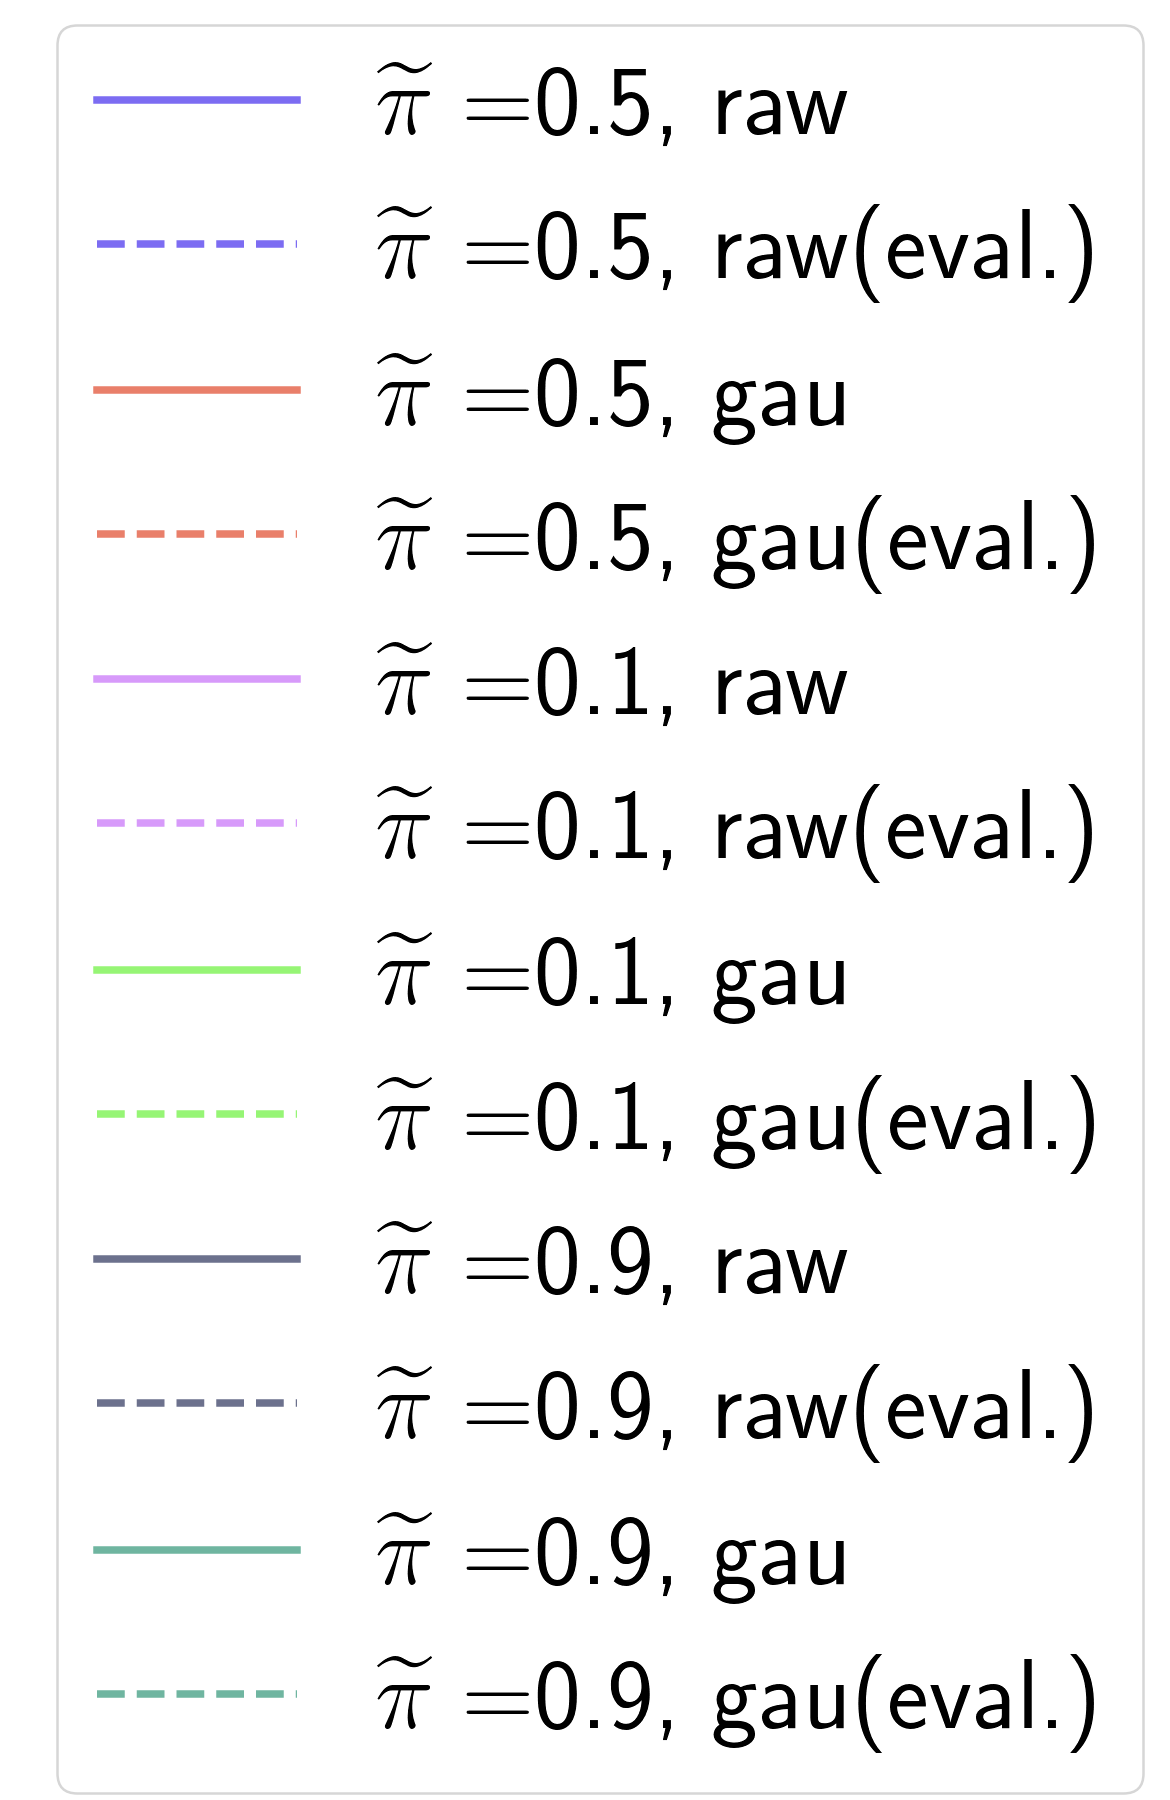 π̃ =0.5, raw
π̃ =0.5, raw(eval.)
π̃ =0.5, gau
π̃ =0.5, gau(eval.)
π̃ =0.1, raw
π̃ =0.1, raw(eval.)
π̃ =0.1, gau
π̃ =0.1, gau(eval.)
π̃ =0.9, raw
π̃ =0.9, raw(eval.)
π̃ =0.9, gau
π̃ =0.9, gau(eval.)